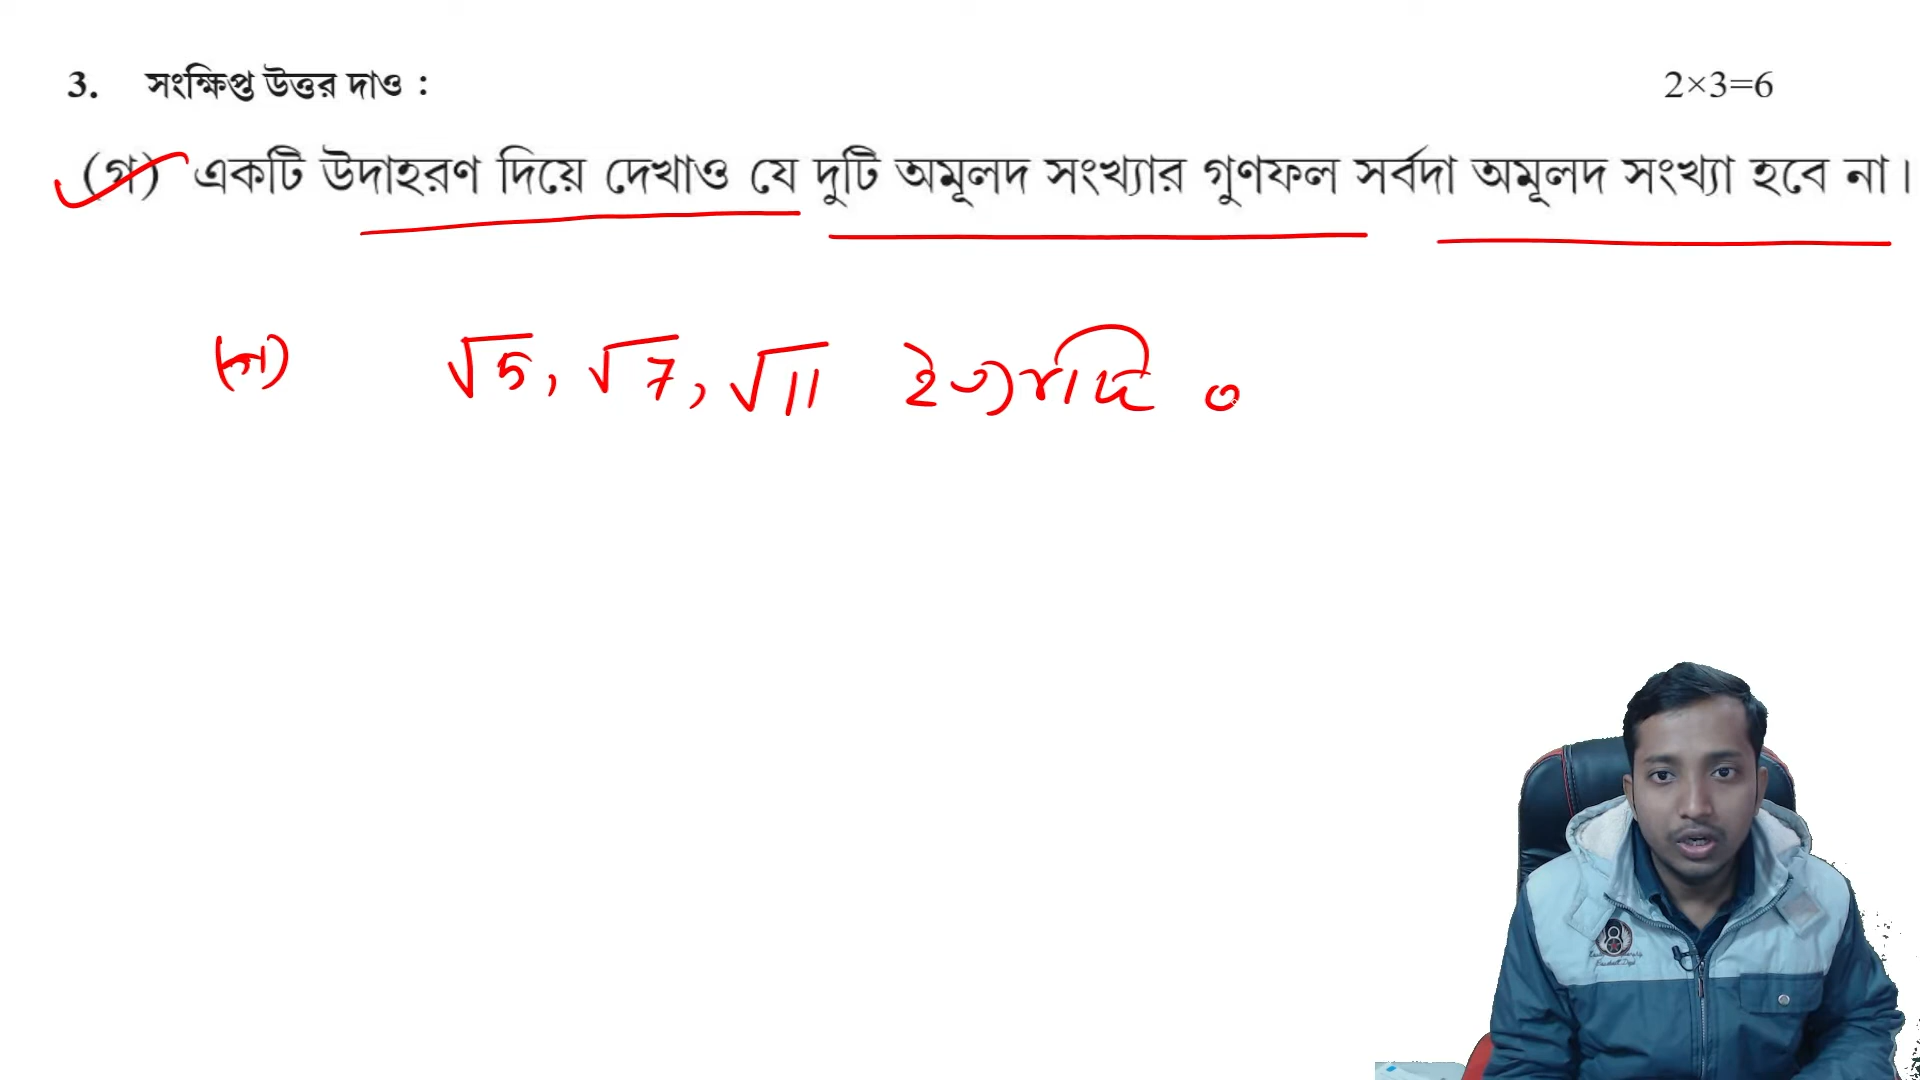 3. সংক্ষিপ্ত উত্তর দাও : 2×3=6
(গ) একটি উদাহরণ দিয়ে দেখাও যে দুটি অমূলদ সংখ্যার গুণফল সর্বদা অমূলদ সংখ্যা হবে না।
(গ) √5, √7, √11 ইত্যাদি